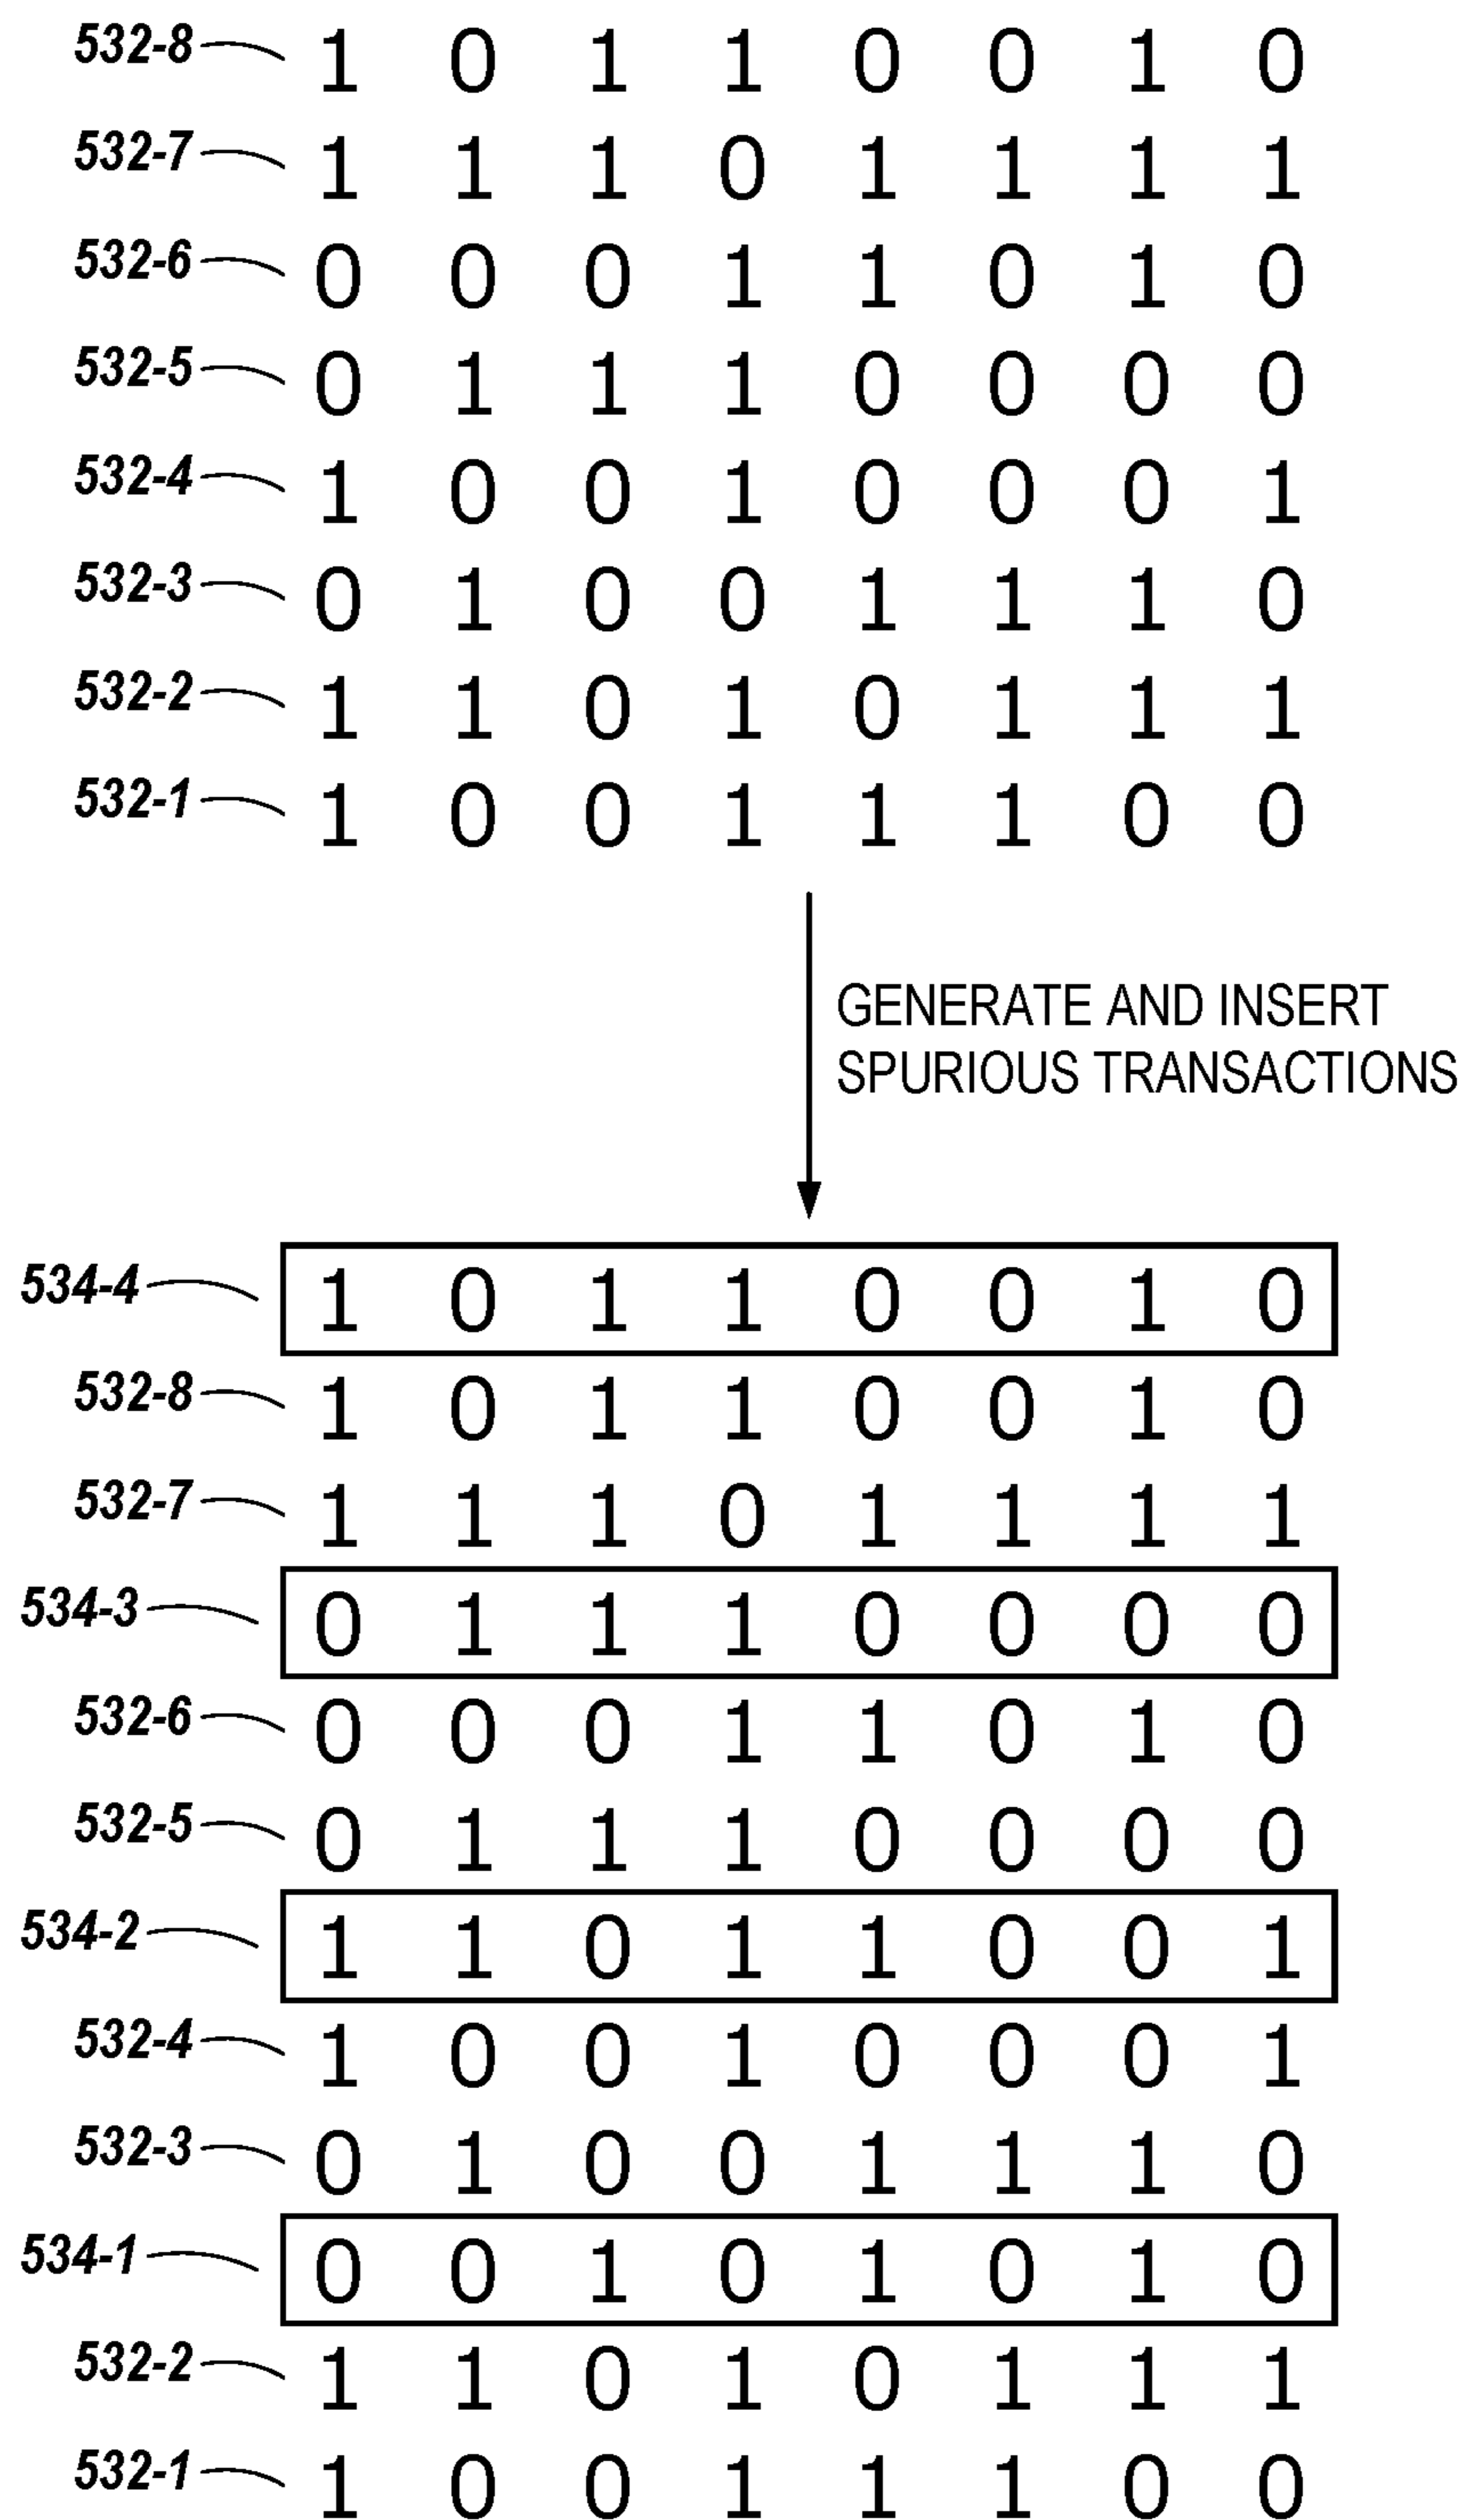 532-8 1 0 1 1 0 0 1 0
532-7 1 1 1 0 1 1 1 1
532-6 0 0 0 1 1 0 1 0
532-5 0 1 1 1 0 0 0 0
532-4 1 0 0 1 0 0 0 1
532-3 0 1 0 0 1 1 1 0
532-2 1 1 0 1 0 1 1 1
532-1 1 0 0 1 1 1 0 0
GENERATE AND INSERT
SPURIOUS TRANSACTIONS
534-4 1 0 1 1 0 0 1 0
532-8 1 0 1 1 0 0 1 0
532-7 1 1 1 0 1 1 1 1
534-3 0 1 1 1 0 0 0 0
532-6 0 0 0 1 1 0 1 0
532-5 0 1 1 1 0 0 0 0
534-2 1 1 0 1 1 0 0 1
532-4 1 0 0 1 0 0 0 1
532-3 0 1 0 0 1 1 1 0
534-1 0 0 1 0 1 0 1 0
532-2 1 1 0 1 0 1 1 1
532-1 1 0 0 1 1 1 0 0